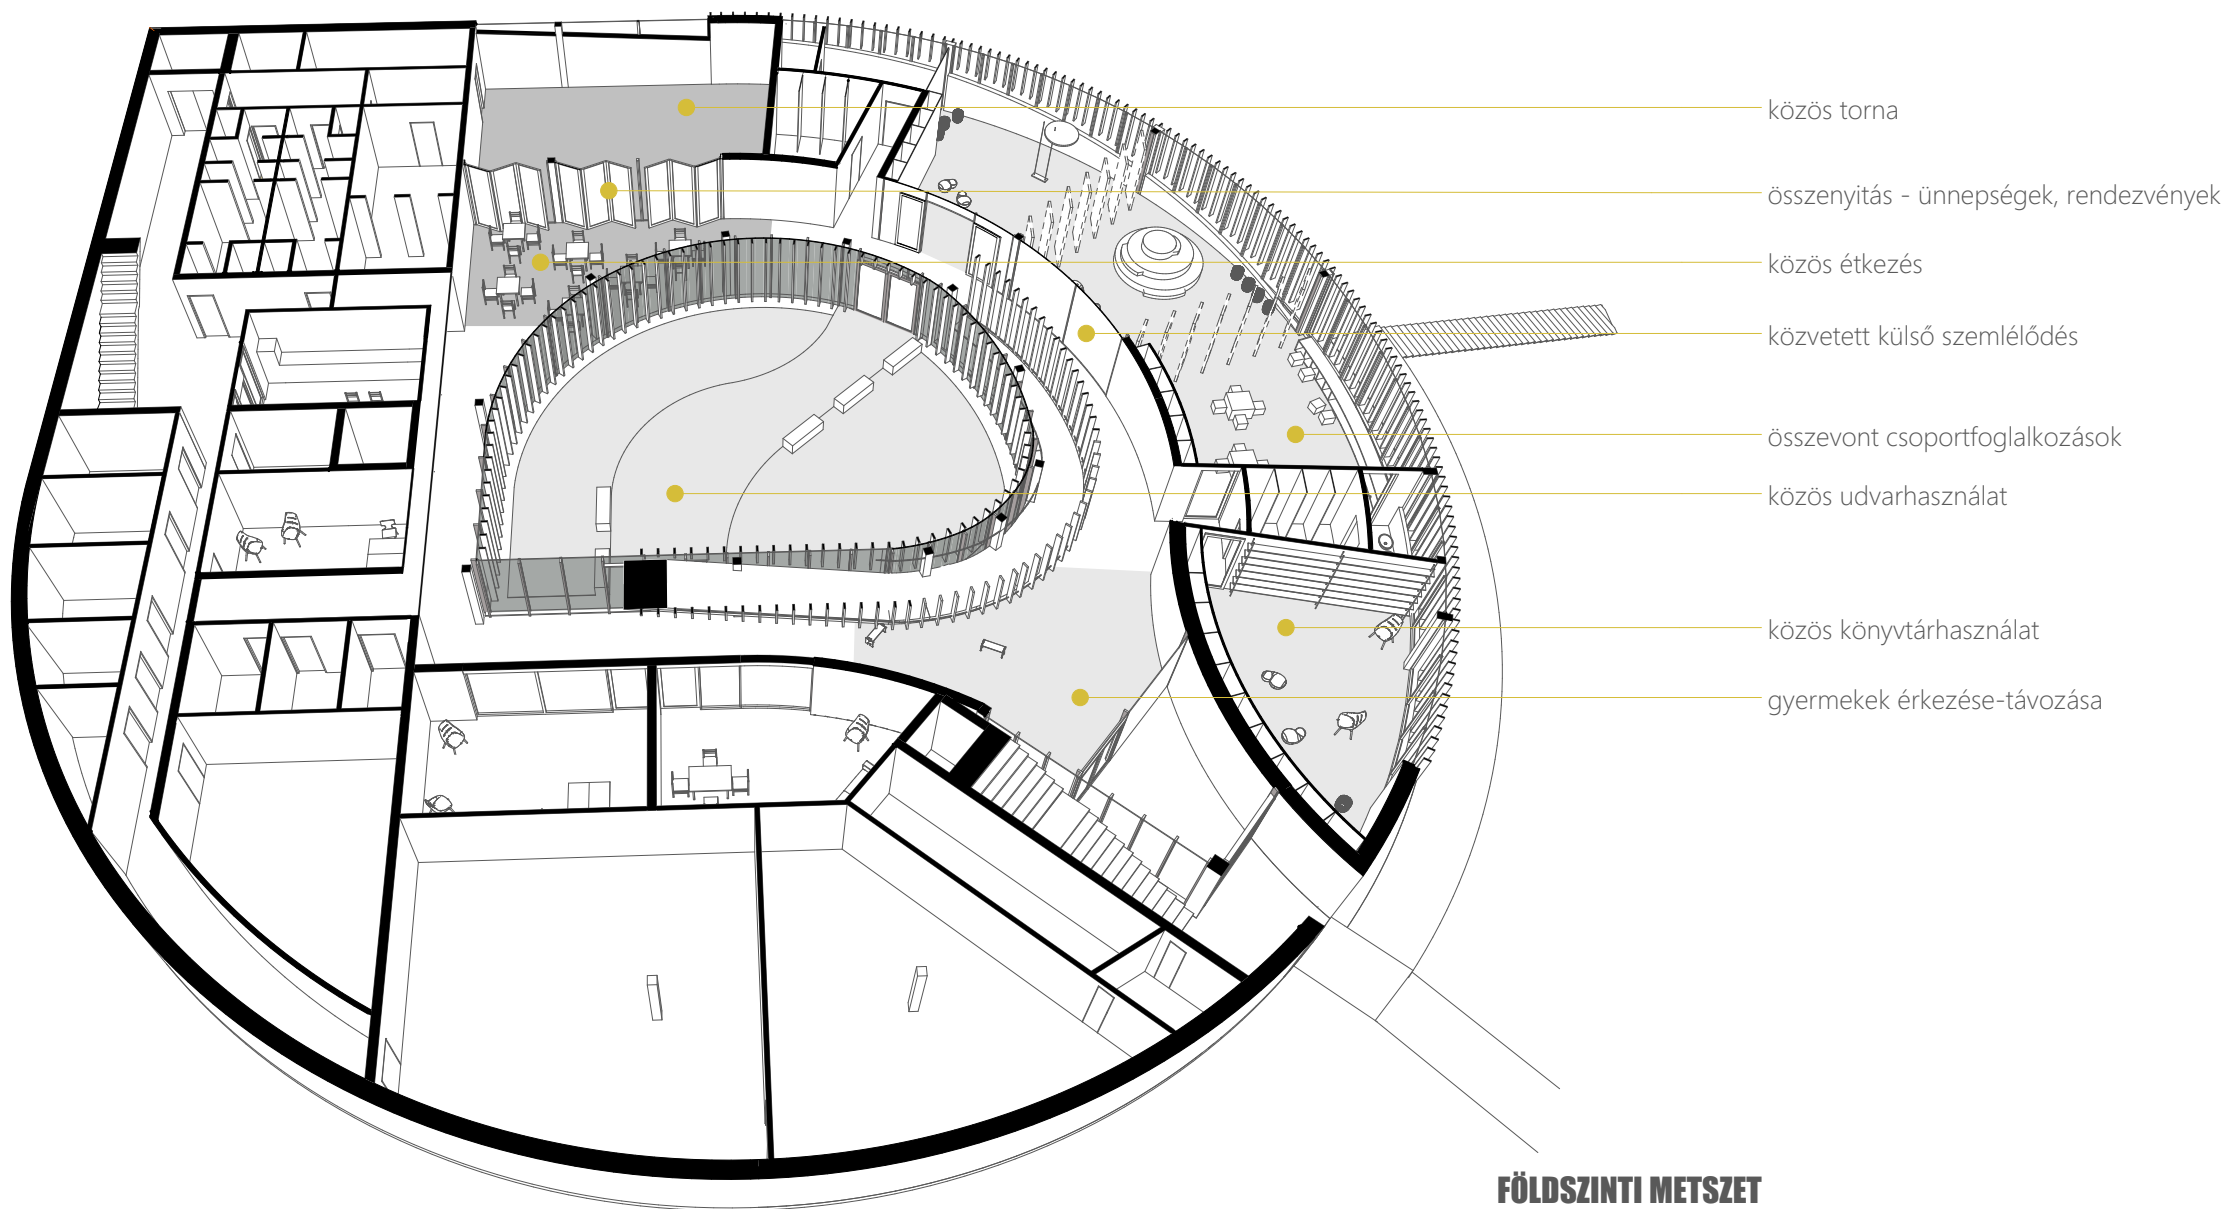 közös torna
összenyitás - ünnepségek, rendezvények
közös étkezés
közvetett külső szemlélődés
összevont csoportfoglalkozások
közös udvarhasználat
közös könyvtárhasználat
gyermekek érkezése-távozása
FÖLDSZINTI METSZET